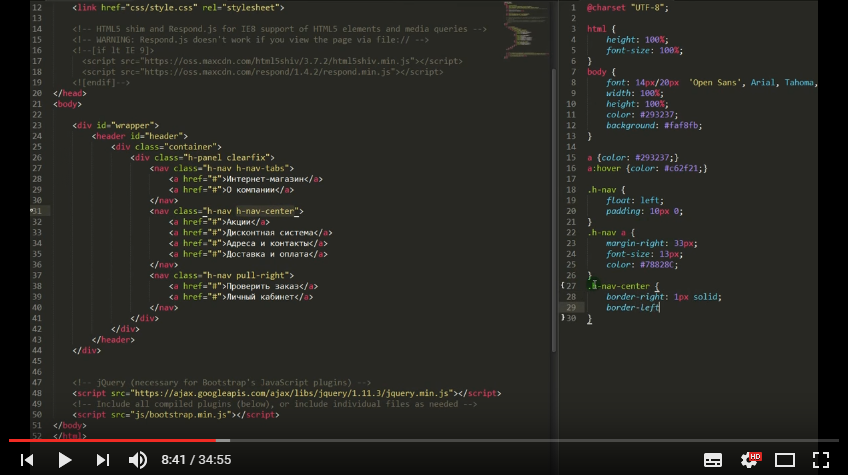 12 <link href="css/style.css" rel="stylesheet">
13
14 <!-- HTML5 shim and Respond.js for IE8 support of HTML5 elements and media queries -->
15 <!-- WARNING: Respond.js doesn't work if you view the page via file:// -->
16 <!--[if lt IE 9]>
17 <script src="https://oss.maxcdn.com/html5shiv/3.7.2/html5shiv.min.js"></script>
18 <script src="https://oss.maxcdn.com/respond/1.4.2/respond.min.js"></script>
19 <![endif]-->
20 </head>
21 <body>
22
23 <div id="wrapper">
24 <header id="header">
25 <div class="container">
26 <div class="h-panel clearfix">
27 <nav class="h-nav h-nav-tabs">
28 <a href="#">Интернет-магазин</a>
29 <a href="#">О компании</a>
30 </nav>
31 <nav class="h-nav h-nav-center">
32 <a href="#">Акции</a>
33 <a href="#">Дисконтная система</a>
34 <a href="#">Адреса и контакты</a>
35 <a href="#">Доставка и оплата</a>
36 </nav>
37 <nav class="h-nav pull-right">
38 <a href="#">Проверить заказ</a>
39 <a href="#">Личный кабинет</a>
40 </nav>
41 </div>
42 </div>
43 </header>
44 </div>
45
46
47 <!-- jQuery (necessary for Bootstrap's JavaScript plugins) -->
48 <script src="https://ajax.googleapis.com/ajax/libs/jquery/1.11.3/jquery.min.js"></script>
49 <!-- Include all compiled plugins (below), or include individual files as needed -->
50 <script src="js/bootstrap.min.js"></script>
51 </body>
52 </html>
1 @charset "UTF-8";
2
3 html {
4 height: 100%;
5 font-size: 100%;
6 }
7 body {
8 font: 14px/20px 'Open Sans', Arial, Tahoma,
9 width: 100%;
10 height: 100%;
11 color: #293237;
12 background: #faf8fb;
13 }
14
15 a {color: #293237;}
16 a:hover {color: #c62f21;}
17
18 .h-nav {
19 float: left;
20 padding: 10px 0;
21 }
22 .h-nav a {
23 margin-right: 33px;
24 font-size: 13px;
25 color: #78828C;
26 }
27 .h-nav-center {
28 border-right: 1px solid;
29 border-left
30 }
8:41 / 34:55
HD